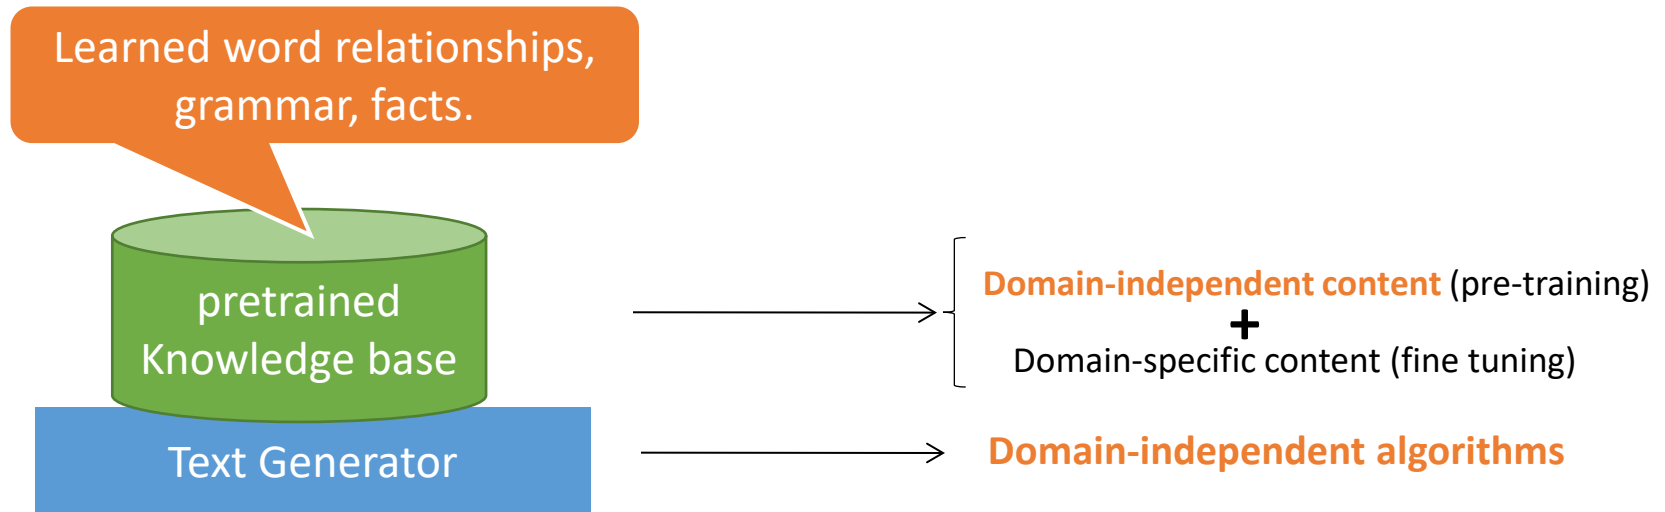 Learned word relationships,
grammar, facts.
pretrained
Knowledge base
Domain-independent content (pre-training)
+
Domain-specific content (fine tuning)
Text Generator
Domain-independent algorithms